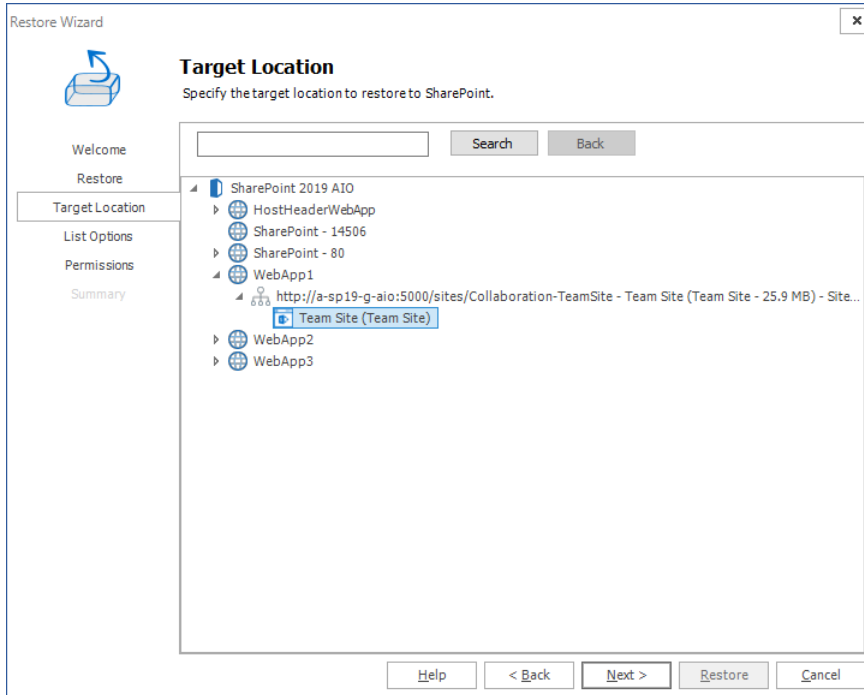 Restore Wizard
Target Location
Specify the target location to restore to SharePoint.
Welcome
Restore
Target Location
List Options
Permissions
Summary
Search
Back
SharePoint 2019 AIO
HostHeaderWebApp
SharePoint - 14506
SharePoint - 80
WebApp1
http://a-sp19-g-aio:5000/sites/Collaboration-TeamSite - Team Site (Team Site - 25.9 MB) - Site...
Team Site (Team Site)
WebApp2
WebApp3
Help
< Back
Next >
Restore
Cancel